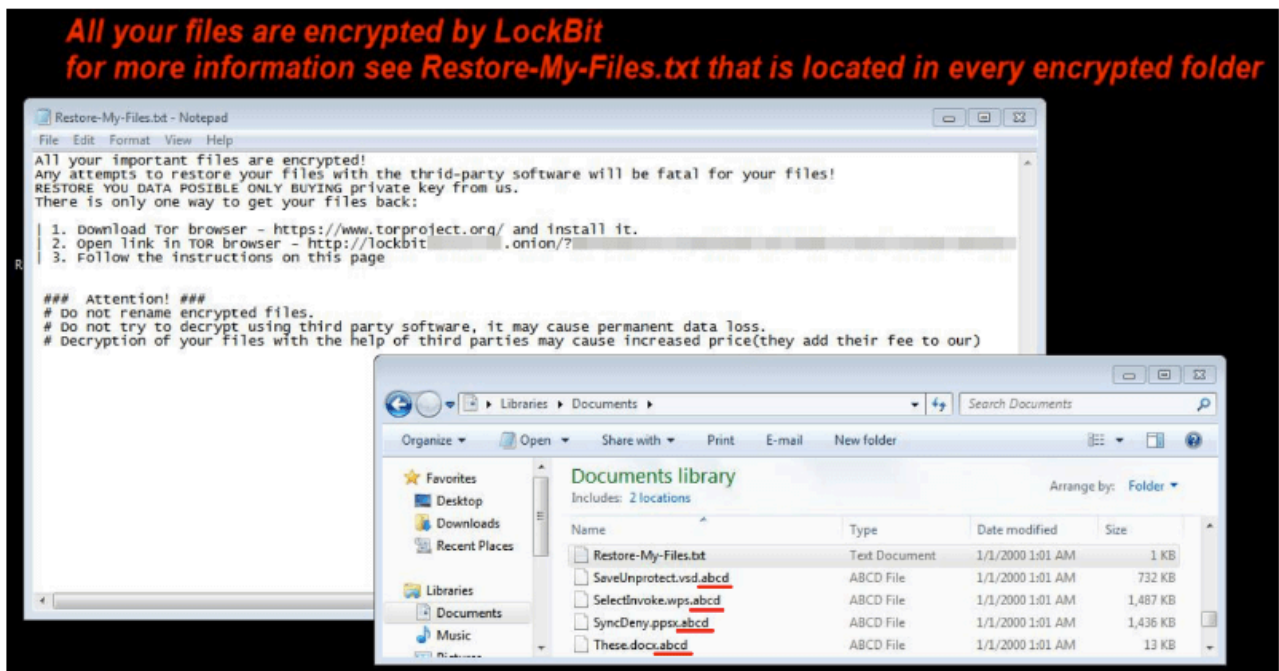 All your files are encrypted by LockBit
for more information see Restore-My-Files.txt that is located in every encrypted folder
Restore-My-Files.txt - Notepad
File Edit Format View Help
All your important files are encrypted!
Any attempts to restore your files with the thrid-party software will be fatal for your files!
RESTORE YOU DATA POSIBLE ONLY BUYING private key from us.
There is only one way to get your files back:
| 1. Download Tor browser - https://www.torproject.org/ and install it.
| 2. Open link in TOR browser - http://lockbit .onion/?
| 3. Follow the instructions on this page
R
### Attention! ###
# Do not rename encrypted files.
# Do not try to decrypt using third party software, it may cause permanent data loss.
# Decryption of your files with the help of third parties may cause increased price(they add their fee to our)
Libraries Documents
Search Documents
Organize Open Share with Print E-mail New folder
Favorites
Desktop
Downloads
Recent Places
Libraries
Documents
Music
Documents library
Includes: 2 locations
Arrange by: Folder
Name Type Date modified Size
Restore-My-Files.txt Text Document 1/1/2000 1:01 AM 1 KB
SaveUnprotect.vsd.abcd ABCD File 1/1/2000 1:01 AM 732 KB
SelectInvoke.wps.abcd ABCD File 1/1/2000 1:01 AM 1,487 KB
SyncDeny.ppsx.abcd ABCD File 1/1/2000 1:01 AM 1,436 KB
These.docx.abcd ABCD File 1/1/2000 1:01 AM 13 KB